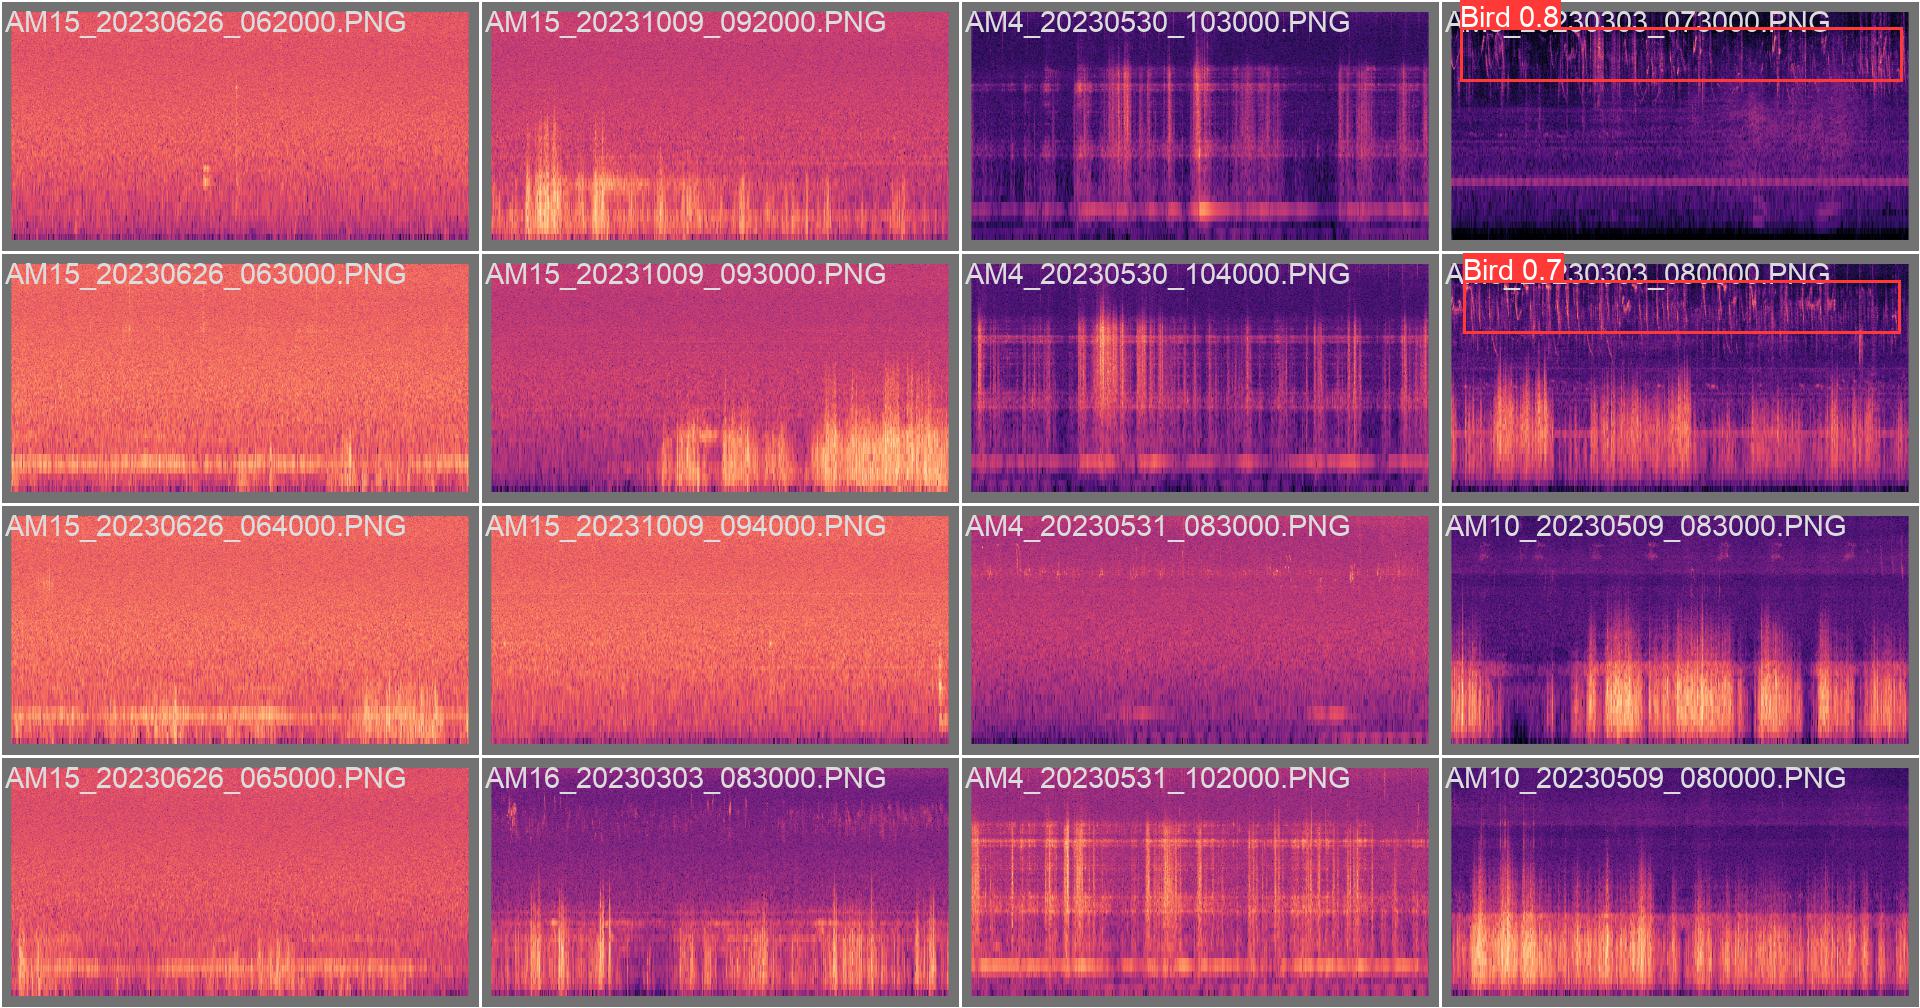 AM15_20230626_062000.PNG
AM15_20231009_092000.PNG
AM4_20230530_103000.PNG
Bird 0.8
30303_073000.PNG
AM15_20230626_063000.PNG
AM15_20231009_093000.PNG
AM4_20230530_104000.PNG
Bird 0.7
30303_080000.PNG
AM15_20230626_064000.PNG
AM15_20231009_094000.PNG
AM4_20230531_083000.PNG
AM10_20230509_083000.PNG
AM15_20230626_065000.PNG
AM16_20230303_083000.PNG
AM4_20230531_102000.PNG
AM10_20230509_080000.PNG